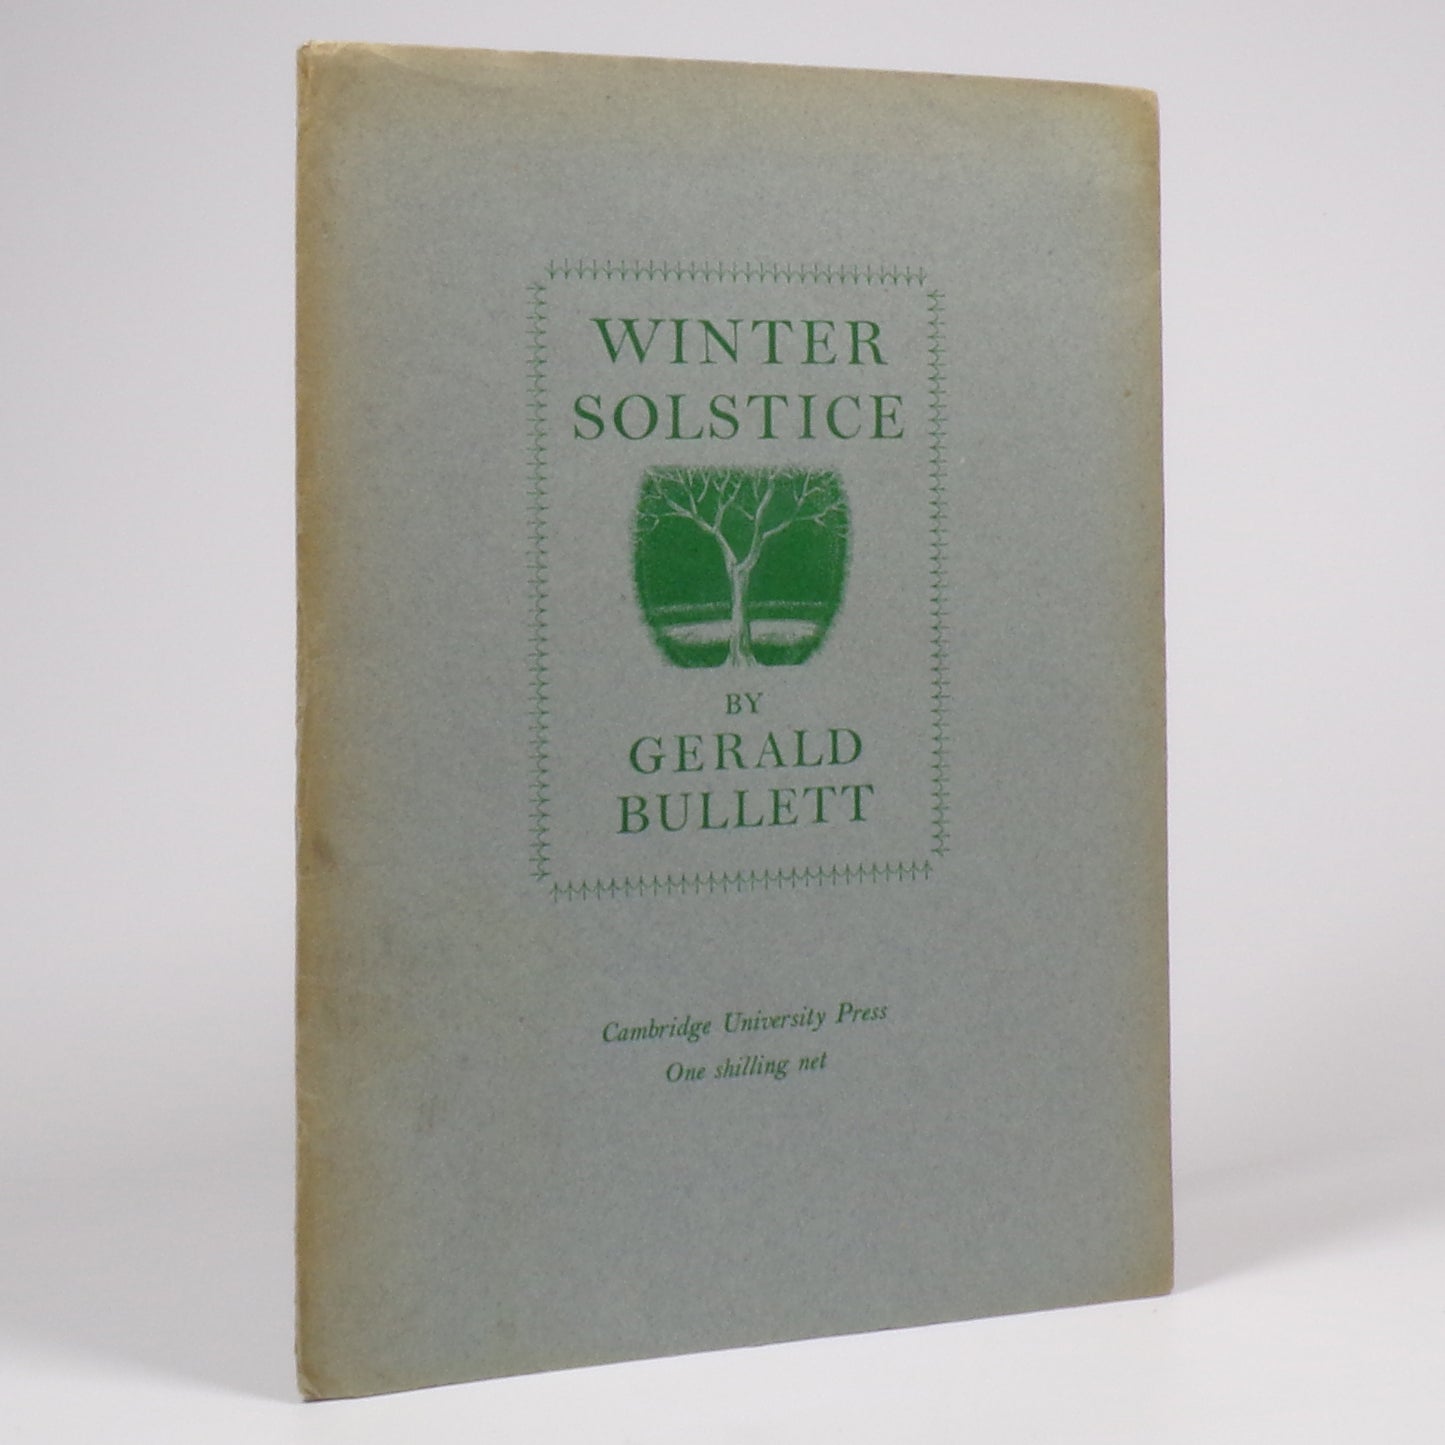 WINTER
SOLSTICE
BY
GERALD
BULLETT
Cambridge University Press
One shilling net